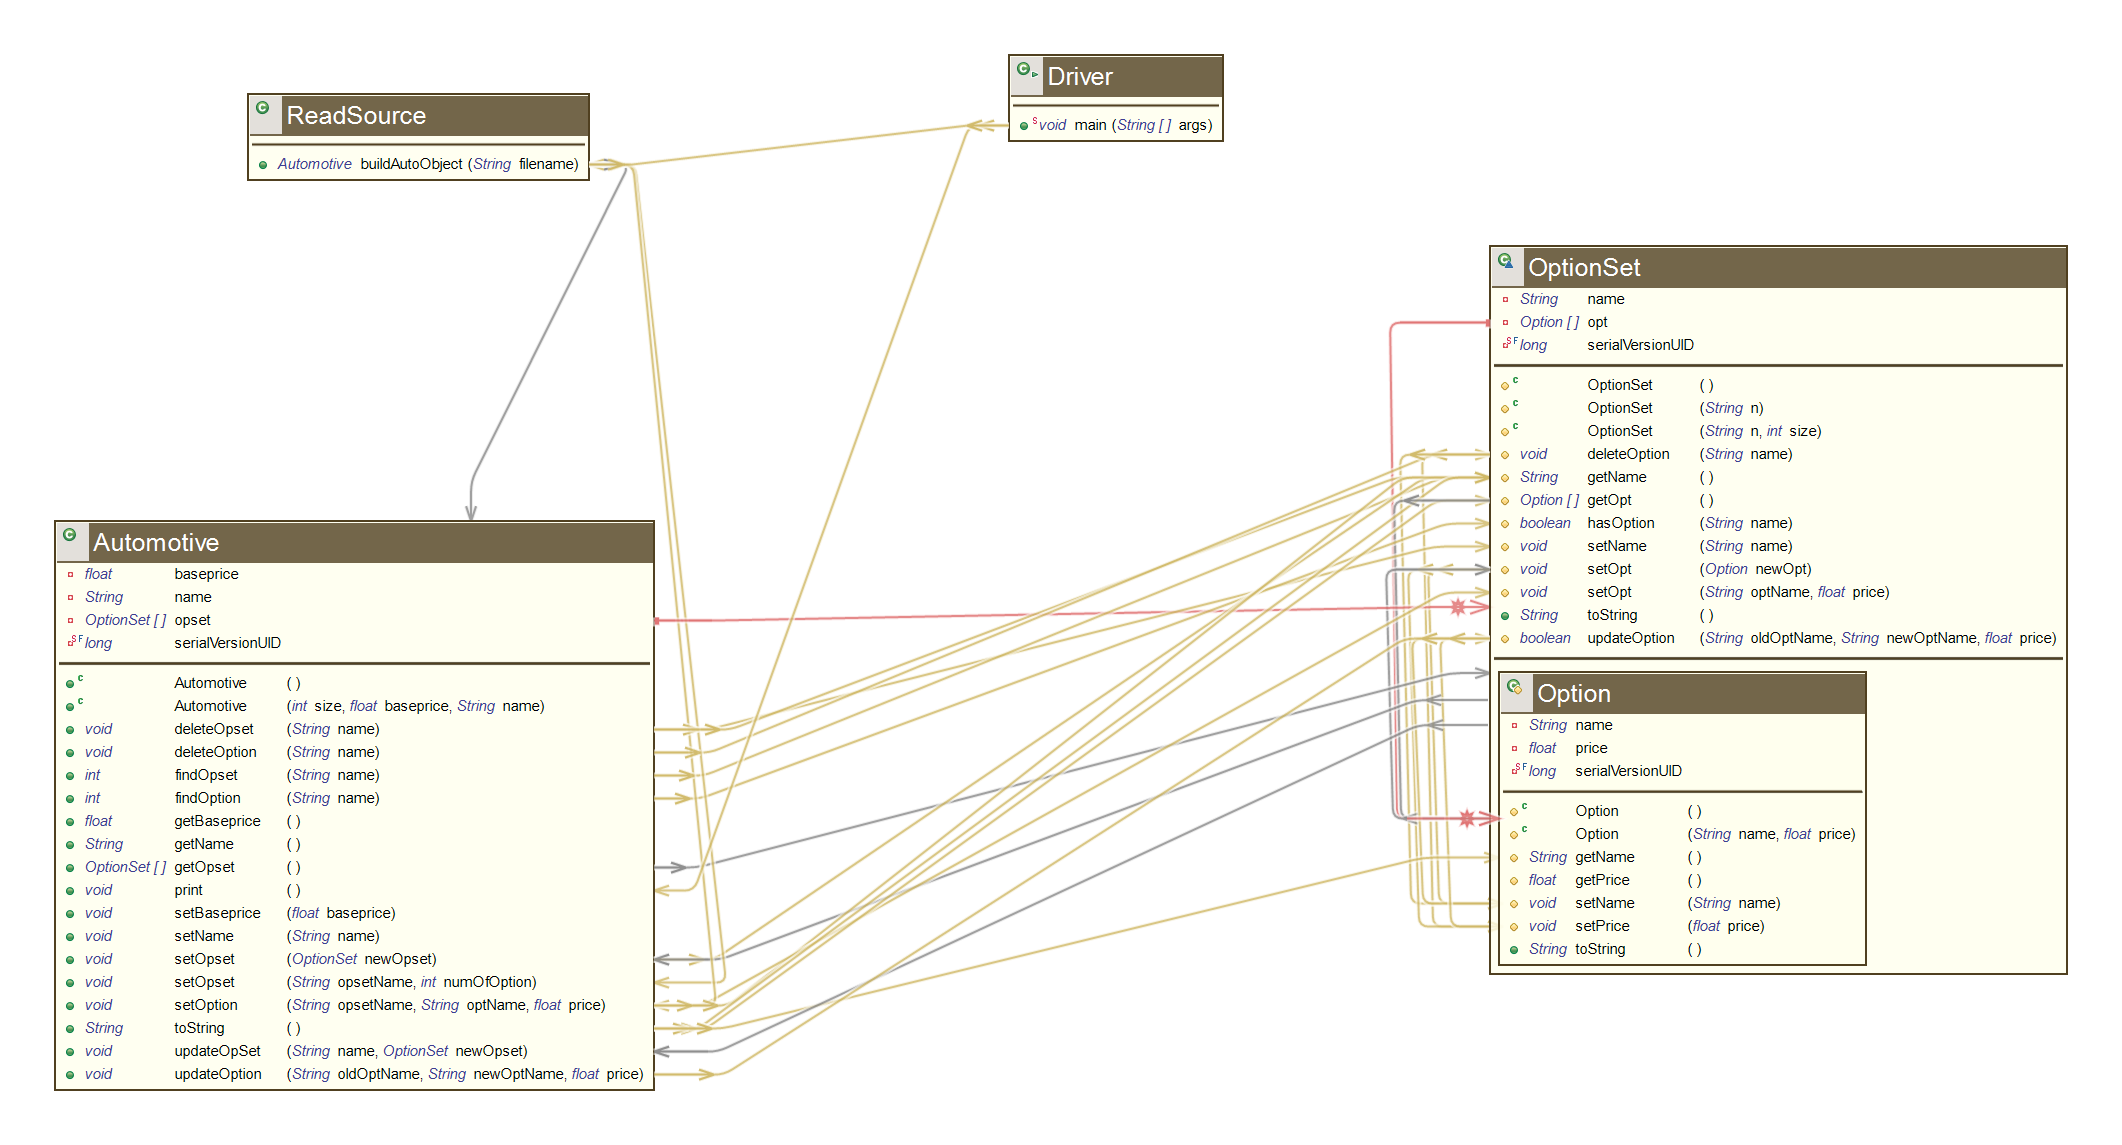 Driver
void main (String [ ] args)
ReadSource
Automotive buildAutoObject (String filename)
OptionSet
String name
Option [ ] opt
long serialVersionUID
OptionSet ( )
OptionSet (String n)
OptionSet (String n, int size)
void deleteOption (String name)
String getName ( )
Option [ ] getOpt ( )
boolean hasOption (String name)
void setName (String name)
void setOpt (Option newOpt)
void setOpt (String optName, float price)
String toString ( )
boolean updateOption (String oldOptName, String newOptName, float price)
Option
String name
float price
long serialVersionUID
Option ( )
Option (String name, float price)
String getName ( )
float getPrice ( )
void setName (String name)
void setPrice (float price)
String toString ( )
Automotive
float baseprice
String name
OptionSet [ ] opset
long serialVersionUID
Automotive ( )
Automotive (int size, float baseprice, String name)
void deleteOpset (String name)
void deleteOption (String name)
int findOpset (String name)
int findOption (String name)
float getBaseprice ( )
String getName ( )
OptionSet [ ] getOpset ( )
void print ( )
void setBaseprice (float baseprice)
void setName (String name)
void setOpset (OptionSet newOpset)
void setOpset (String opsetName, int numOfOption)
void setOption (String opsetName, String optName, float price)
String toString ( )
void updateOpSet (String name, OptionSet newOpset)
void updateOption (String oldOptName, String newOptName, float price)